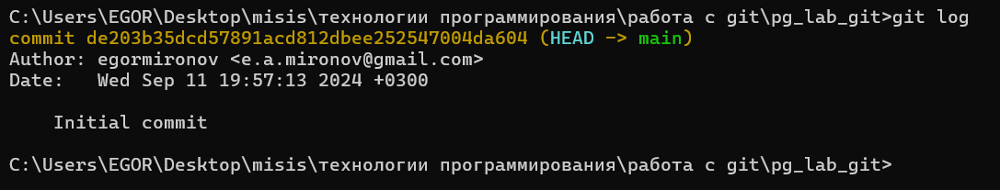 C:\Users\EGOR\Desktop\misis\технологии программирования\работа с git\pg_lab_git>git log
commit de203b35dcd57891acd812dbee252547004da604 (HEAD -> main)
Author: egormironov <e.a.mironov@gmail.com>
Date:   Wed Sep 11 19:57:13 2024 +0300
    Initial commit
C:\Users\EGOR\Desktop\misis\технологии программирования\работа с git\pg_lab_git>